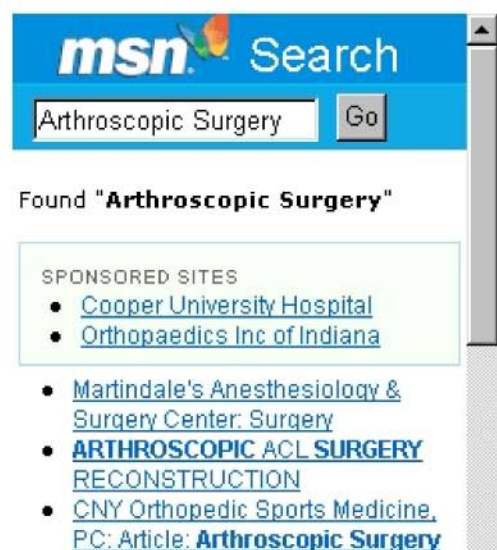 msn Search
Arthroscopic Surgery Go
Found "Arthroscopic Surgery"
SPONSORED SITES
Cooper University Hospital
Orthopaedics Inc of Indiana
Martindale's Anesthesiology &
Surgery Center: Surgery
ARTHROSCOPIC ACL SURGERY
RECONSTRUCTION
CNY Orthopedic Sports Medicine,
PC: Article: Arthroscopic Surgery